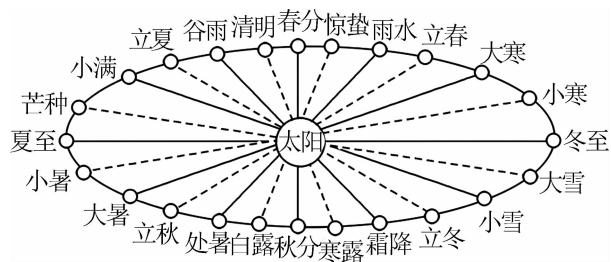 春分
惊蛰
雨水
立春
大寒
小寒
冬至
大雪
小雪
立冬
霜降
寒露
秋分
白露
处暑
立秋
大暑
小暑
夏至
芒种
小满
立夏
谷雨
清明
太阳